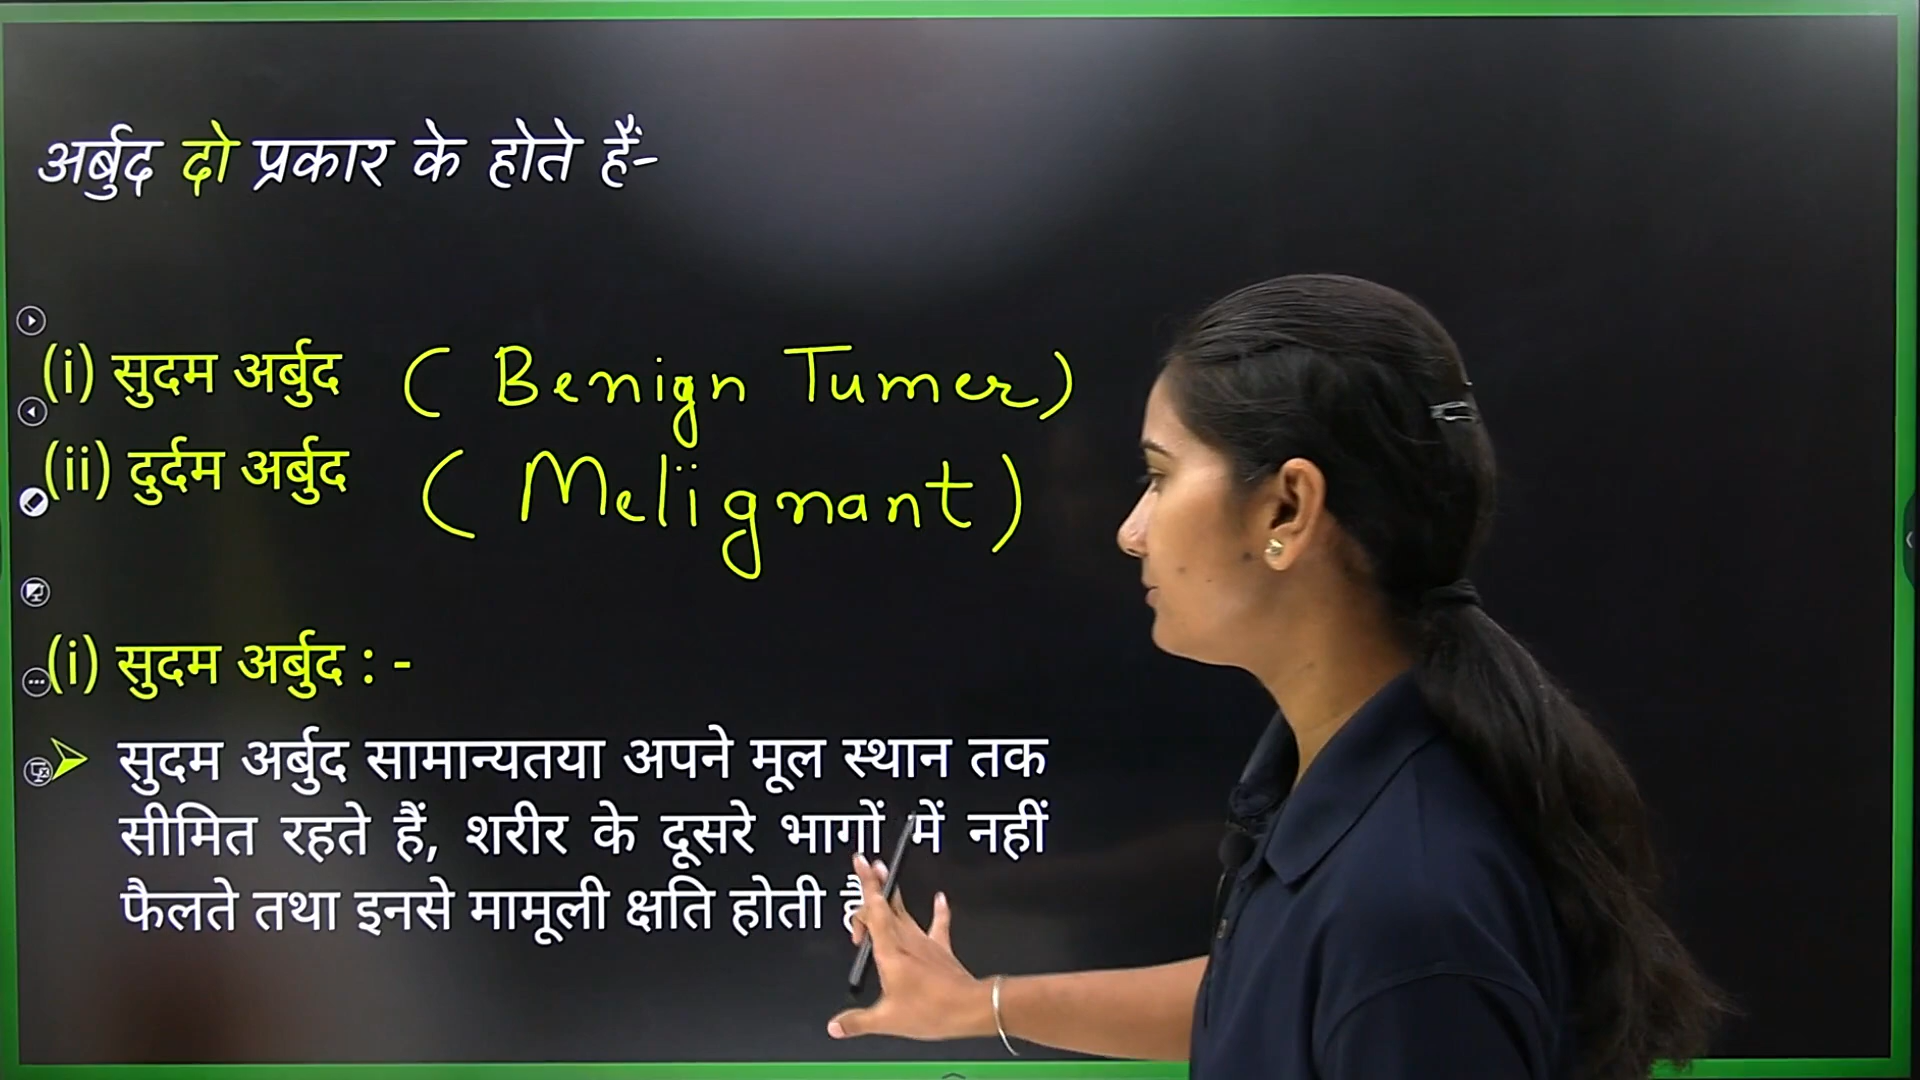 अर्बुद दो प्रकार के होते हैं-
(i) सुदम अर्बुद ( Benign Tumer )
(ii) दुर्दम अर्बुद ( Melignant )
(i) सुदम अर्बुद : -
सुदम अर्बुद सामान्यतया अपने मूल स्थान तक
सीमित रहते हैं, शरीर के दूसरे भागों में नहीं
फैलते तथा इनसे मामूली क्षति होती